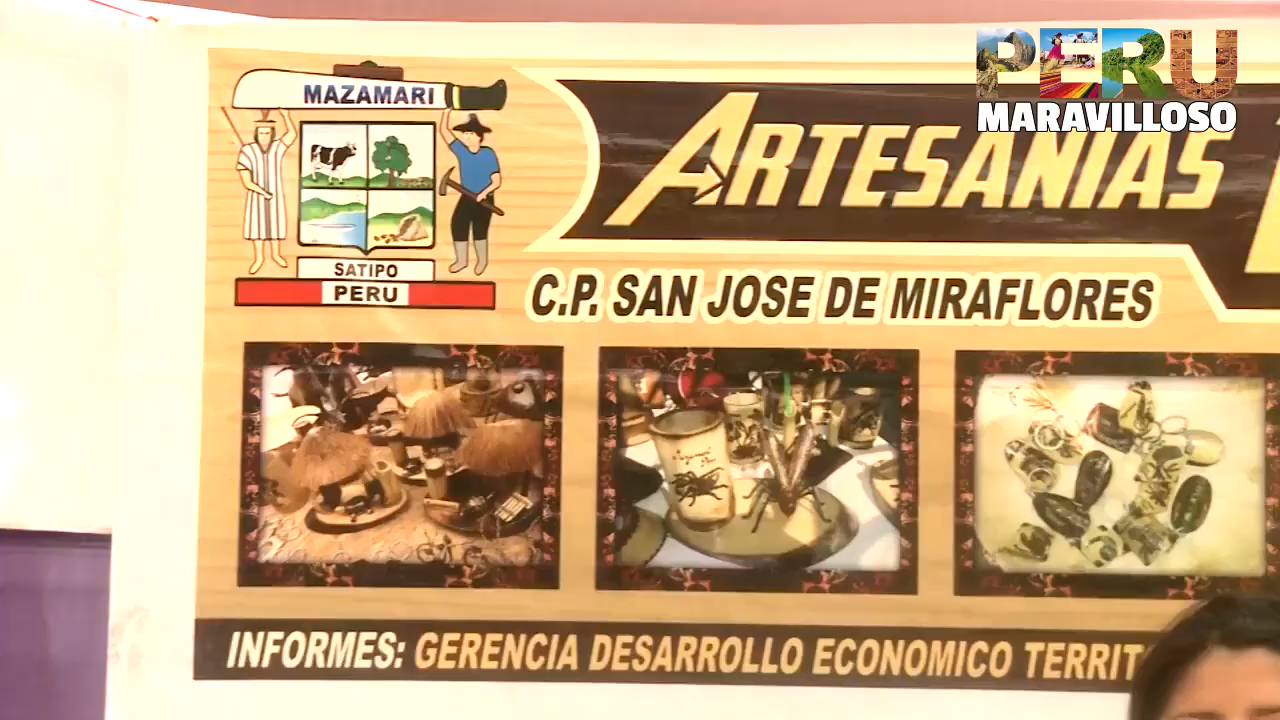 PERU
MARAVILLOSO
MAZAMARI
ARTESANIAS
SATIPO
PERU
C.P. SAN JOSE DE MIRAFLORES
INFORMES: GERENCIA DESARROLLO ECONOMICO